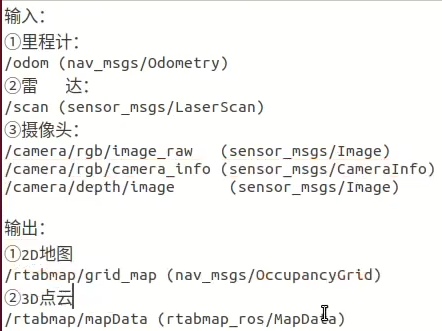 输入：
①里程计：
/odom (nav_msgs/Odometry)
②雷　达：
/scan (sensor_msgs/LaserScan)
③摄像头：
/camera/rgb/image_raw (sensor_msgs/Image)
/camera/rgb/camera_info (sensor_msgs/CameraInfo)
/camera/depth/image (sensor_msgs/Image)
输出：
①2D地图
/rtabmap/grid_map (nav_msgs/OccupancyGrid)
②3D点云
/rtabmap/mapData (rtabmap_ros/MapData)